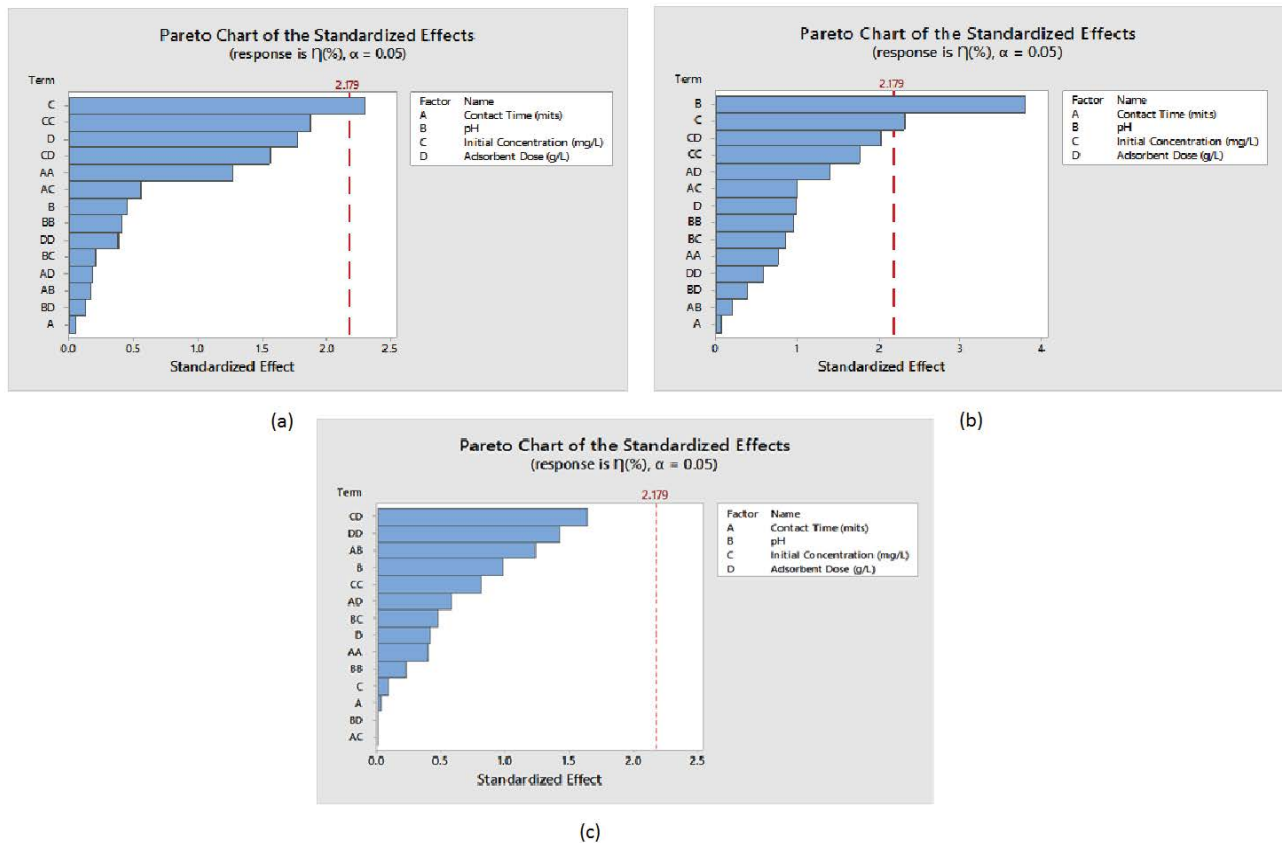 Pareto Chart of the Standardized Effects
(response is Ƞ(%), α = 0.05)
Term
2.179
C
CC
D
CD
AA
AC
B
BB
DD
BC
AD
AB
BD
A
0.0 0.5 1.0 1.5 2.0 2.5
Standardized Effect
Factor Name
A Contact Time (mits)
B pH
C Initial Concentration (mg/L)
D Adsorbent Dose (g/L)
(a)
Pareto Chart of the Standardized Effects
(response is Ƞ(%), α = 0.05)
Term
2.179
B
C
CD
CC
AD
AC
D
BB
BC
AA
DD
BD
AB
A
0 1 2 3 4
Standardized Effect
Factor Name
A Contact Time (mits)
B pH
C Initial Concentration (mg/L)
D Adsorbent Dose (g/L)
(b)
Pareto Chart of the Standardized Effects
(response is Ƞ(%), α = 0.05)
Term
2.179
CD
DD
AB
B
CC
AD
BC
D
AA
BB
C
A
BD
AC
0.0 0.5 1.0 1.5 2.0 2.5
Standardized Effect
Factor Name
A Contact Time (mits)
B pH
C Initial Concentration (mg/L)
D Adsorbent Dose (g/L)
(c)